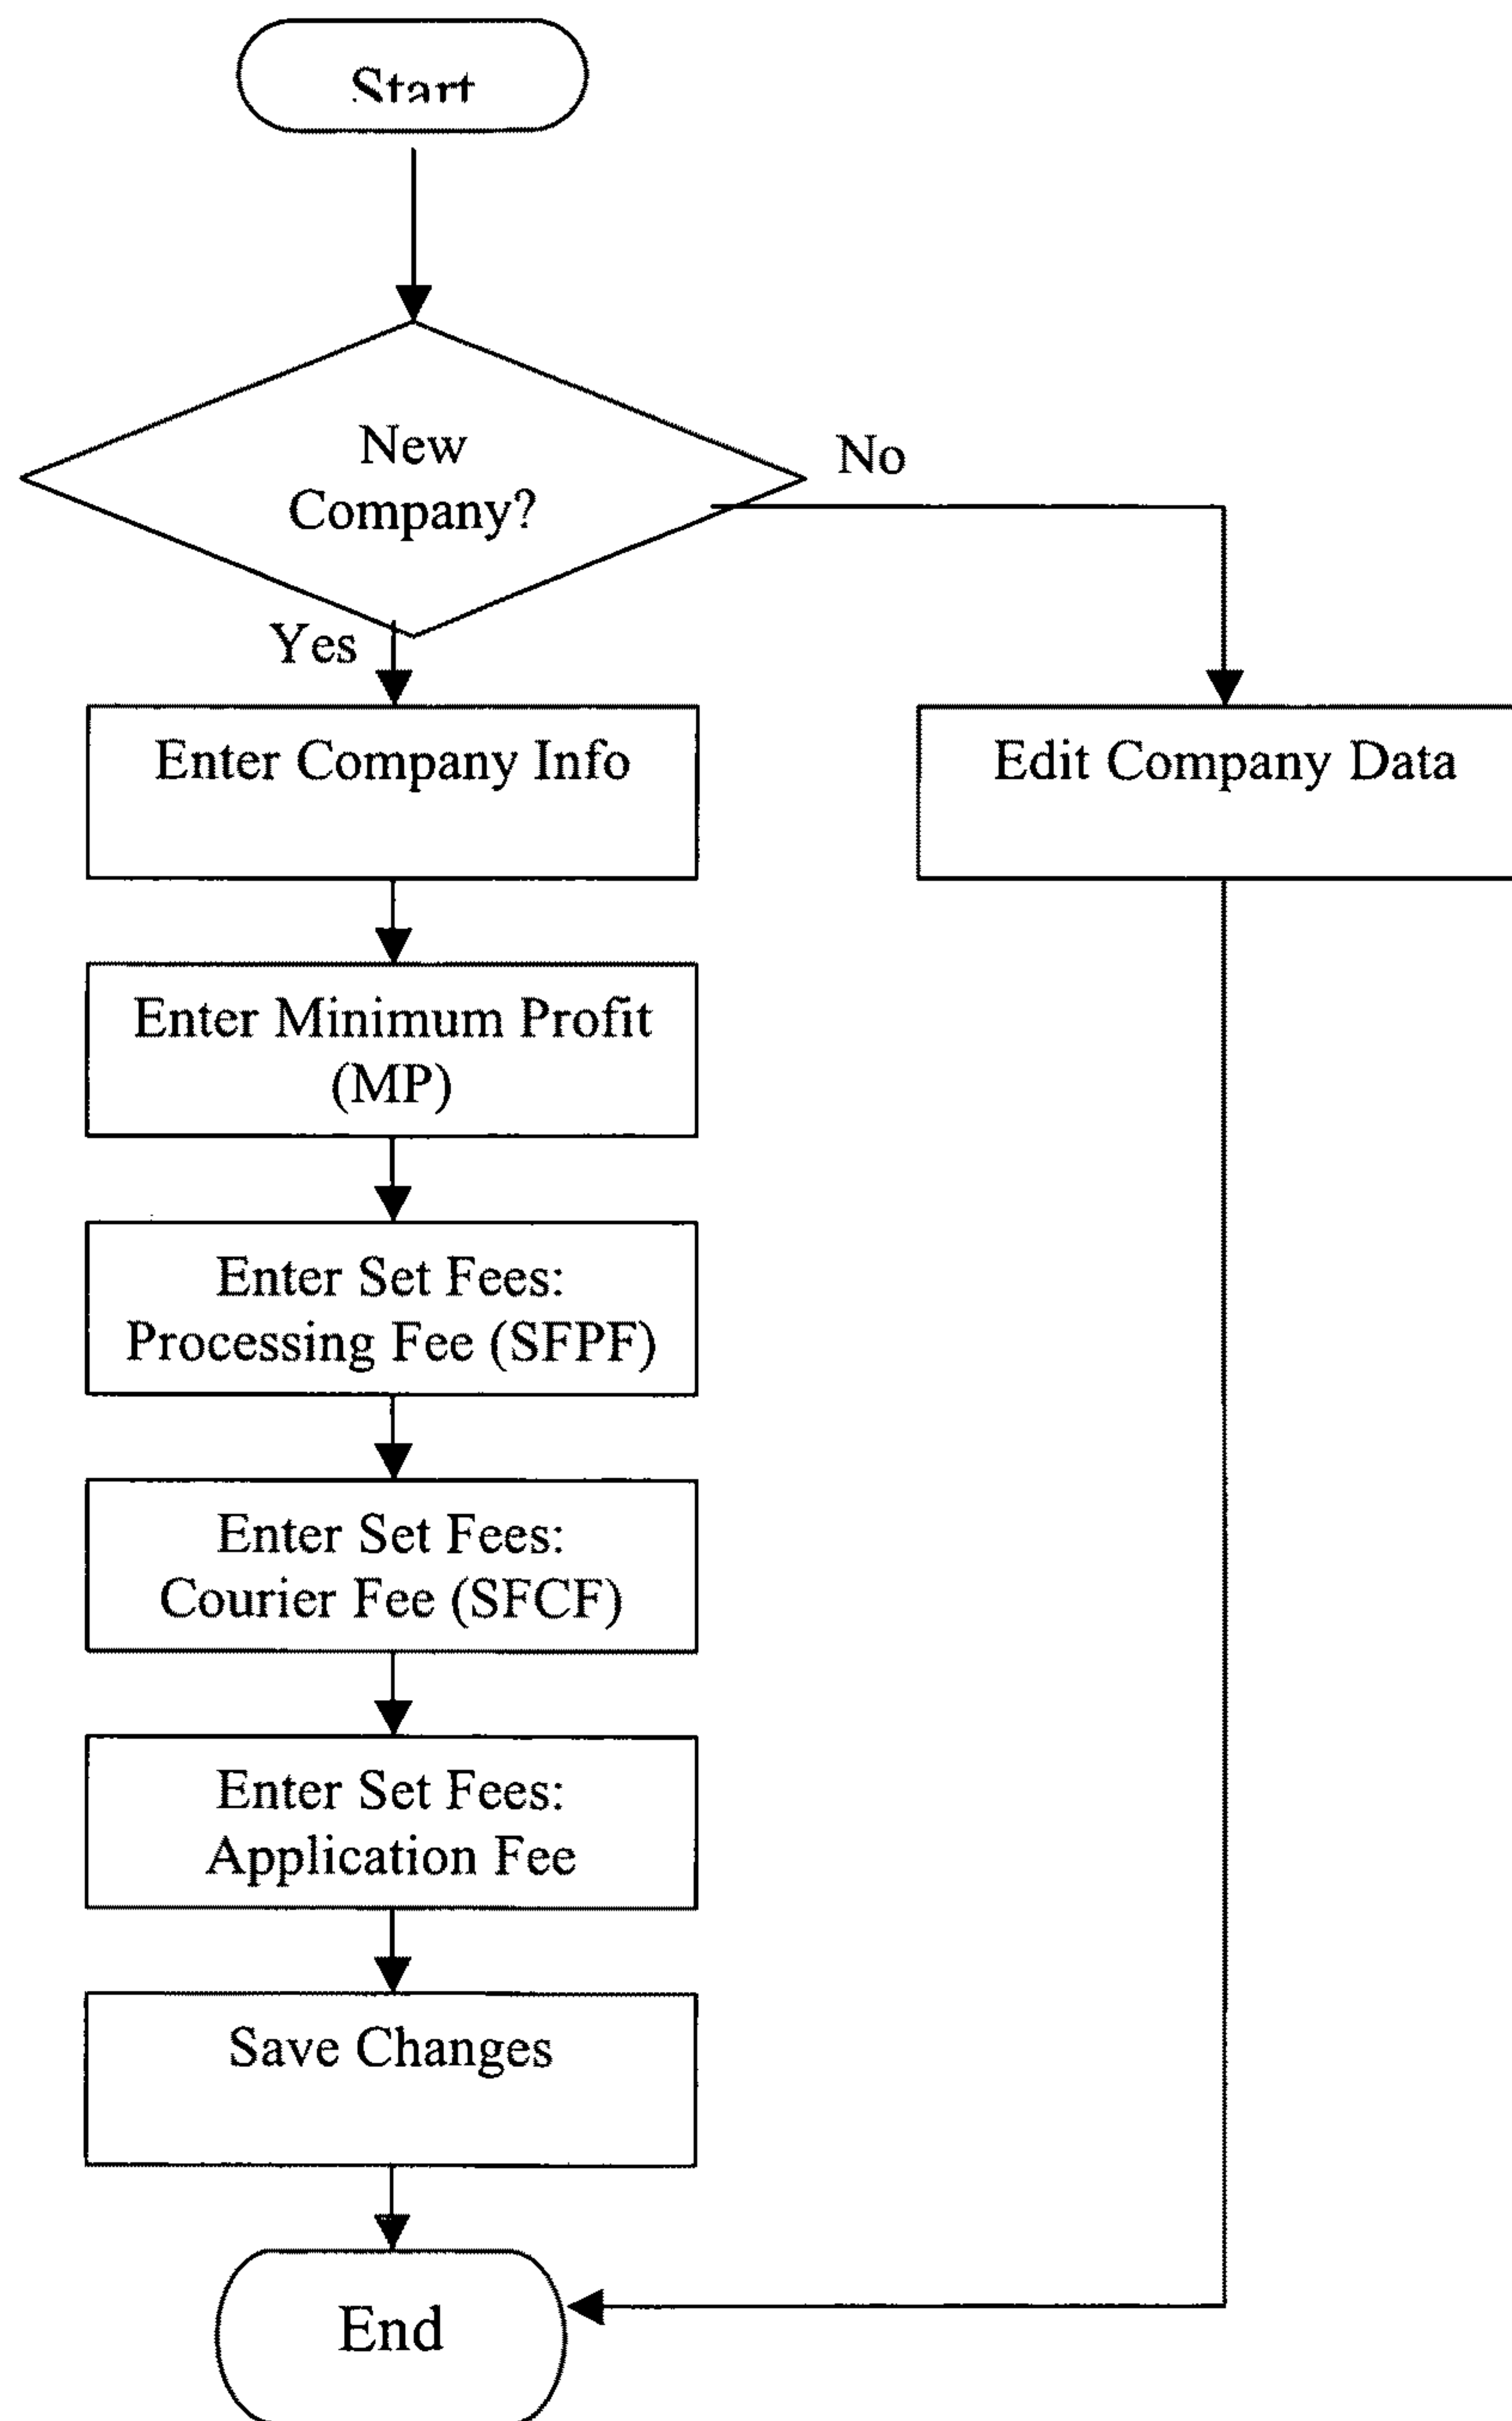 Start
New
Company?
No
Yes
Enter Company Info
Edit Company Data
Enter Minimum Profit
(MP)
Enter Set Fees:
Processing Fee (SFPF)
Enter Set Fees:
Courier Fee (SFCF)
Enter Set Fees:
Application Fee
Save Changes
End